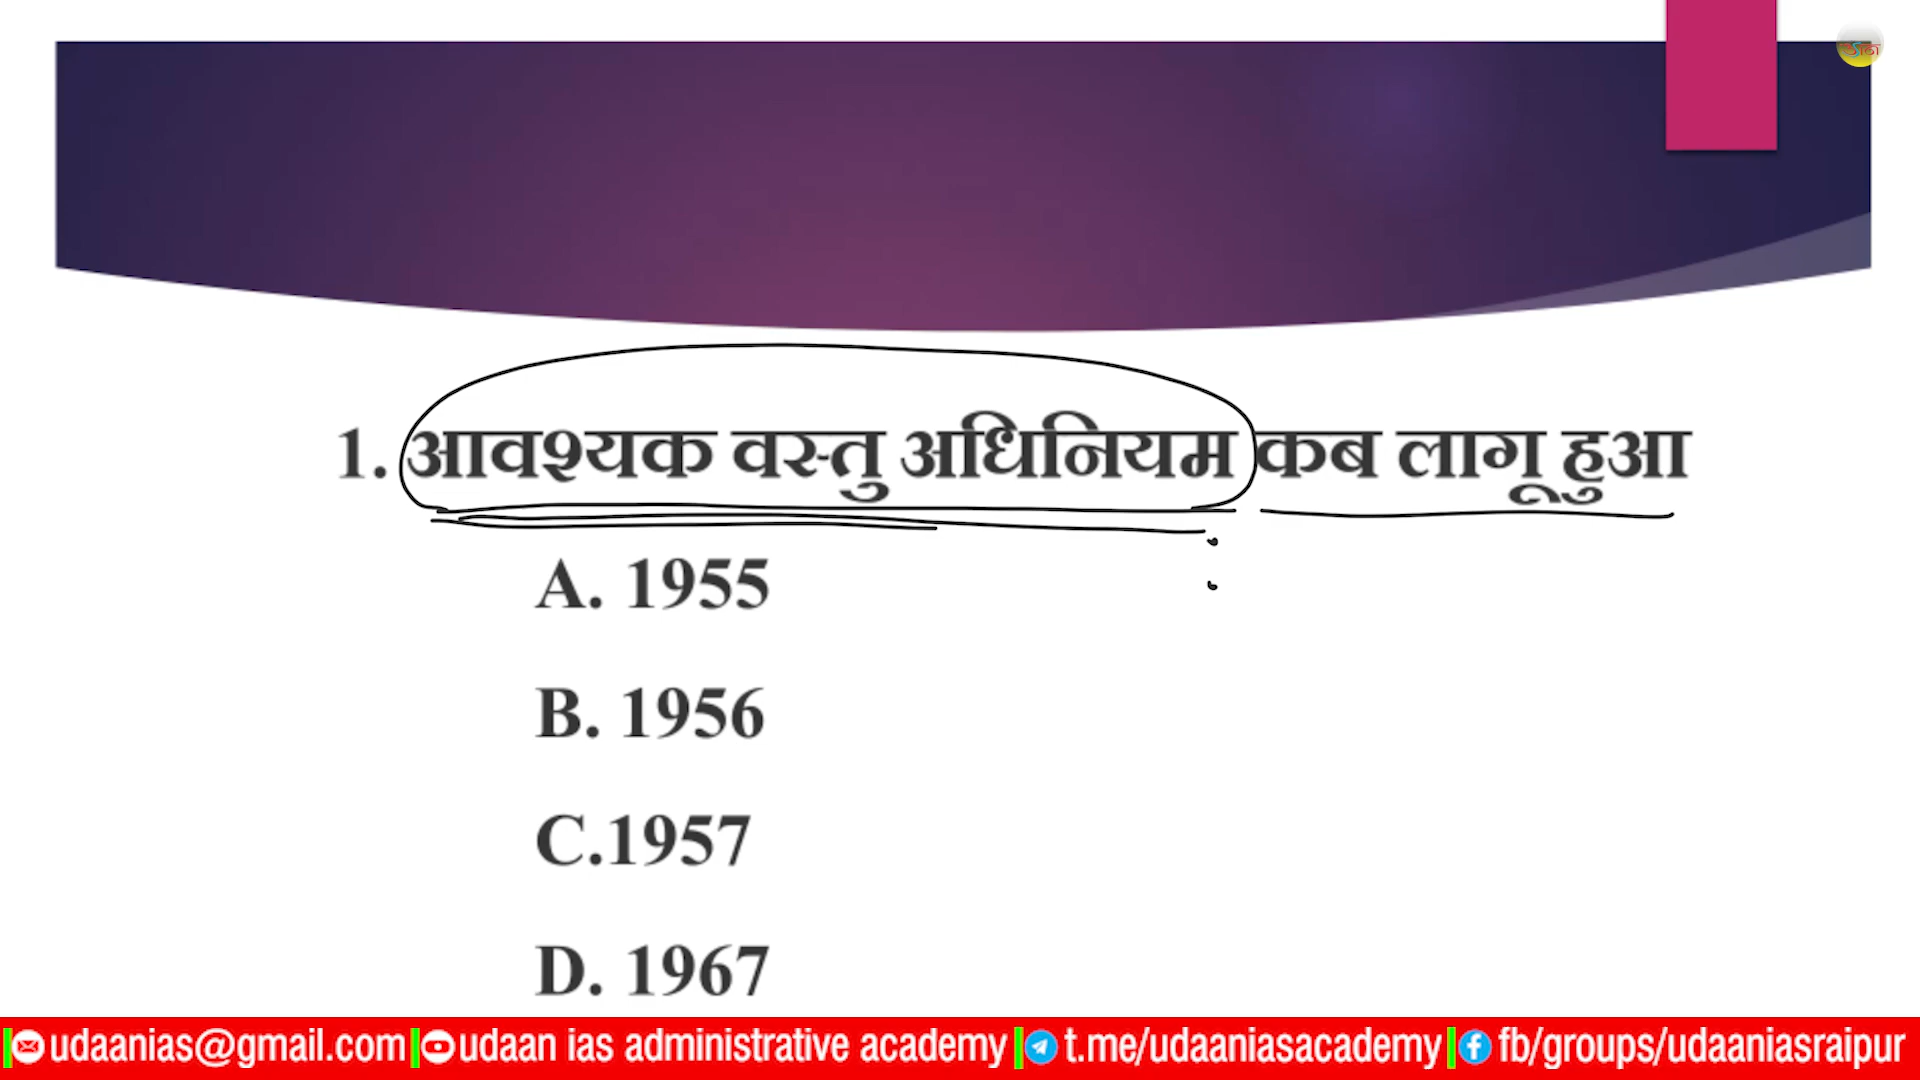 1. आवश्यक वस्तु अधिनियम कब लागू हुआ
A. 1955
B. 1956
C.1957
D. 1967
udaanias@gmail.com udaan ias administrative academy t.me/udaaniasacademy fb/groups/udaaniasraipur